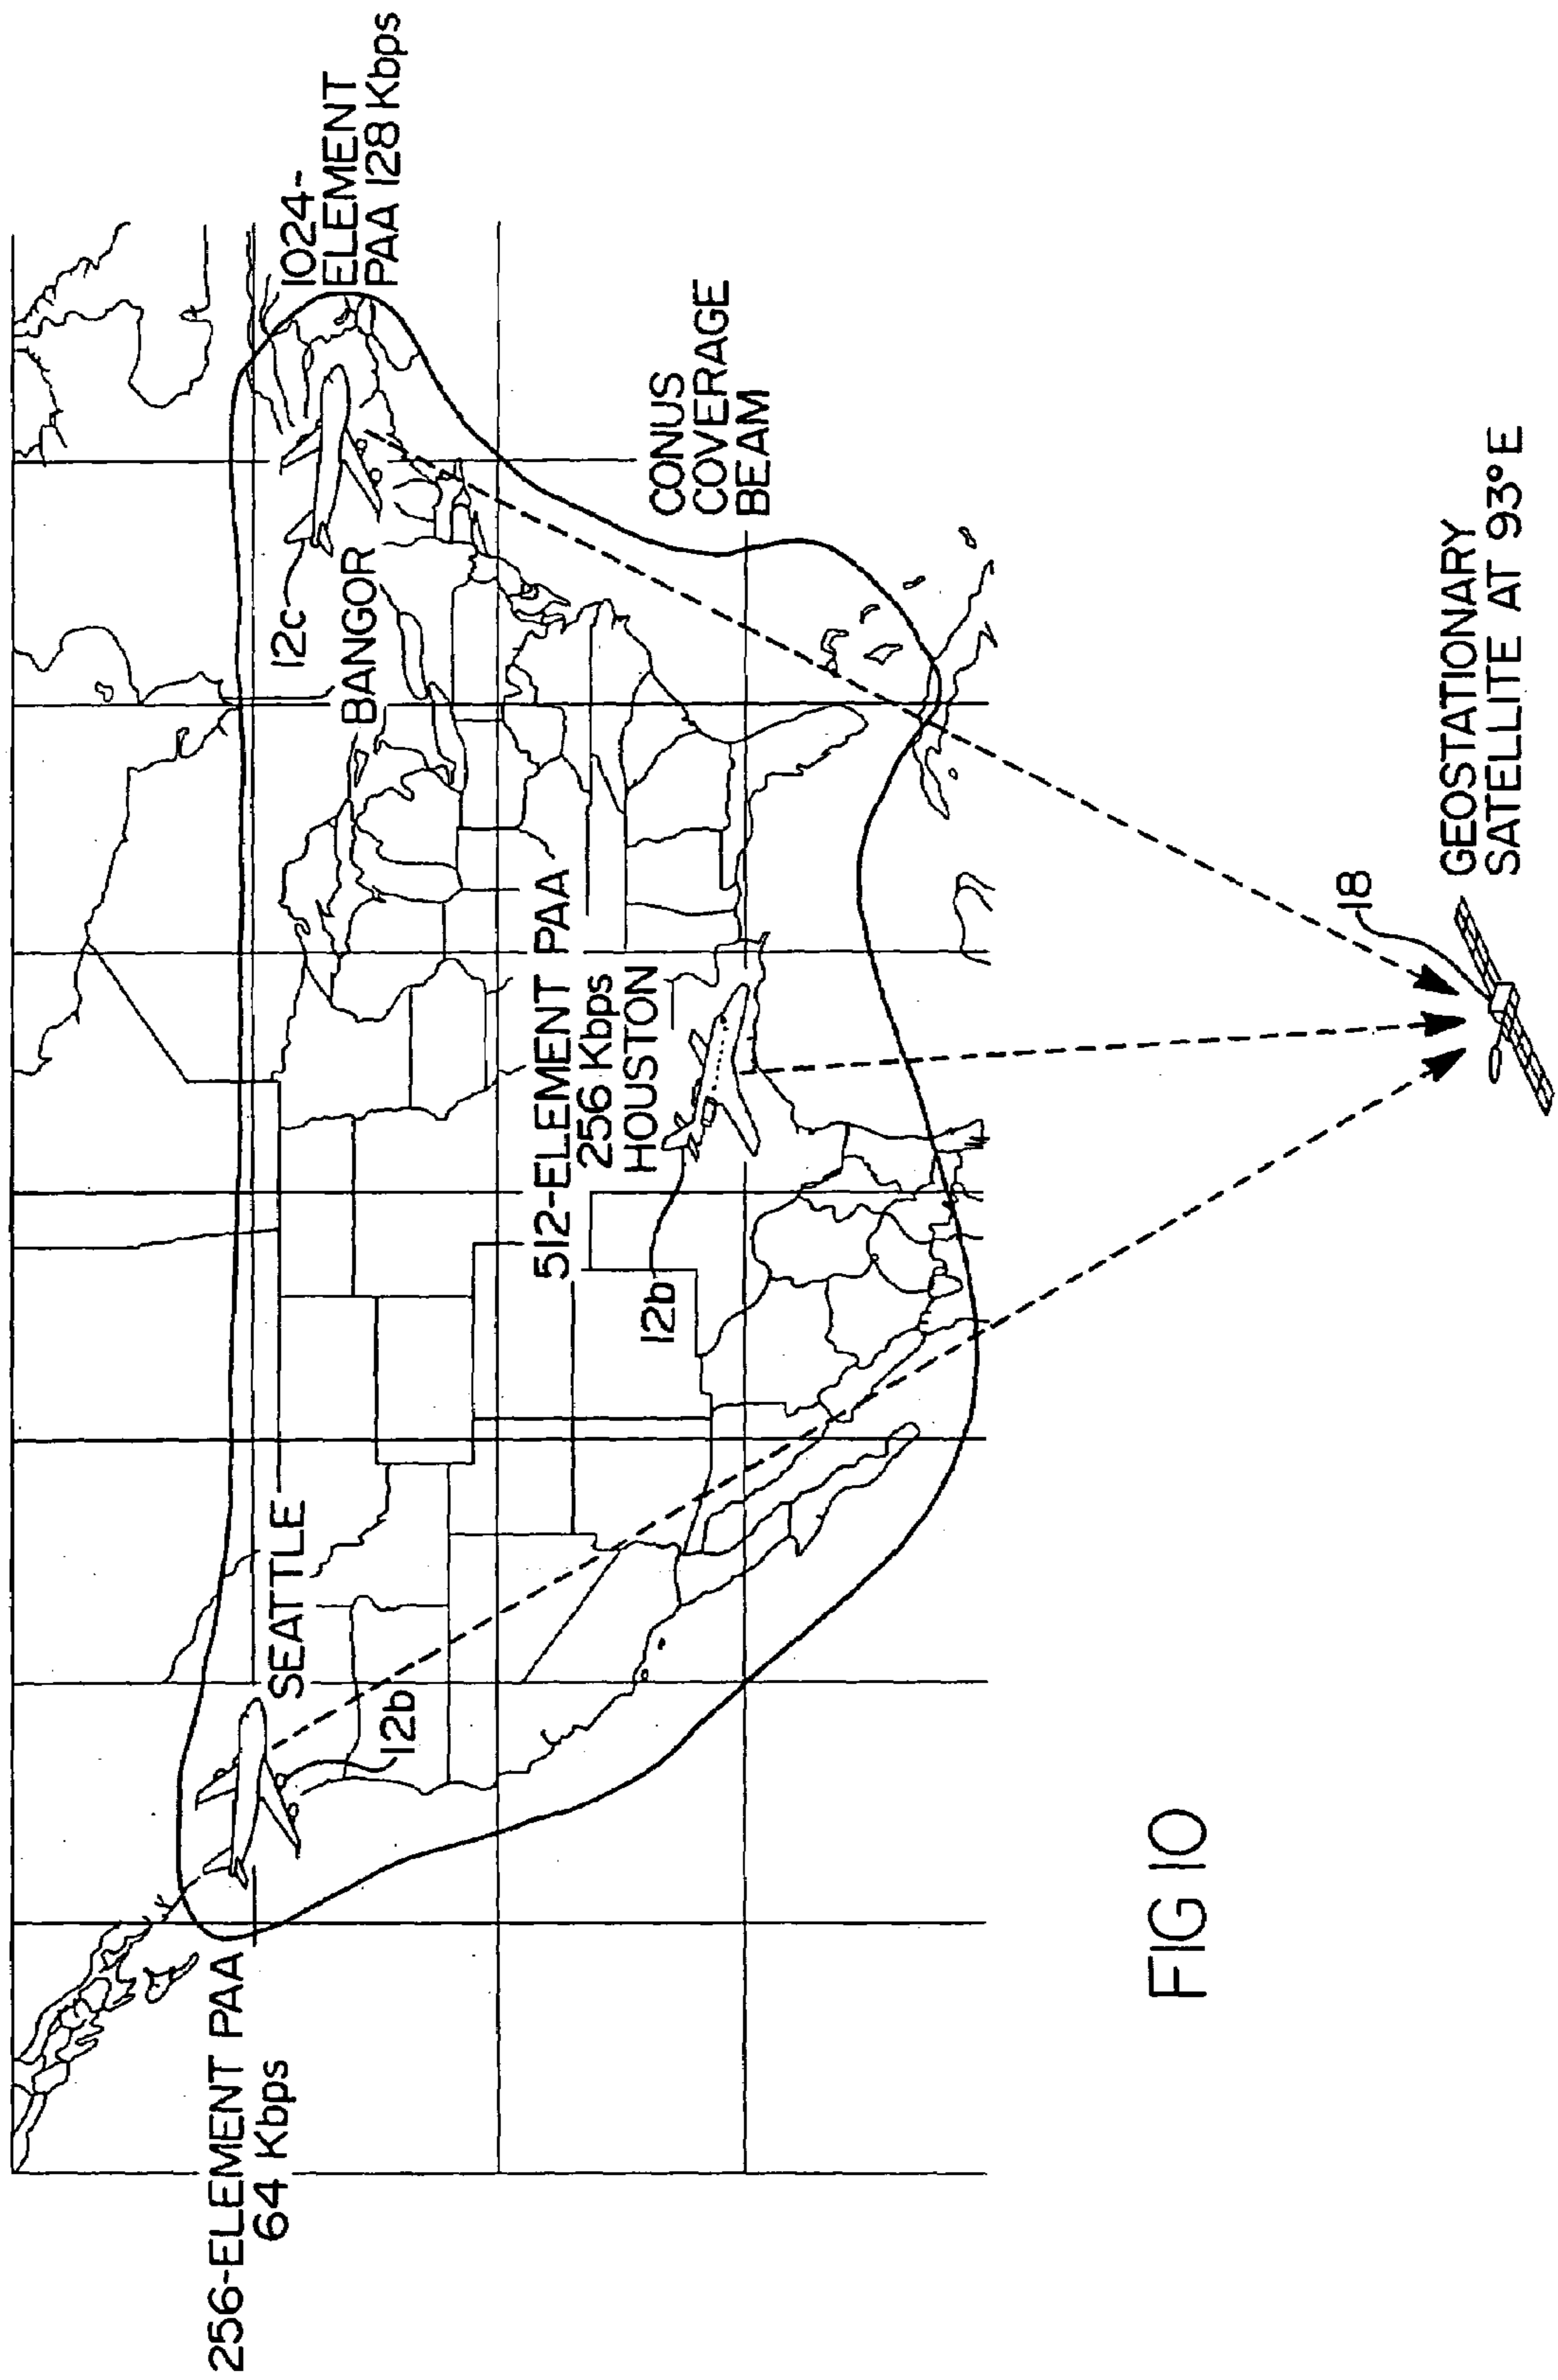 256-ELEMENT PAA
64 Kbps
SEATTLE
12b
512-ELEMENT PAA
256 Kbps
HOUSTON
12b
12c
BANGOR
1024-
ELEMENT
PAA 128 Kbps
CONUS
COVERAGE
BEAM
18
GEOSTATIONARY
SATELLITE AT 93° E
FIG 10